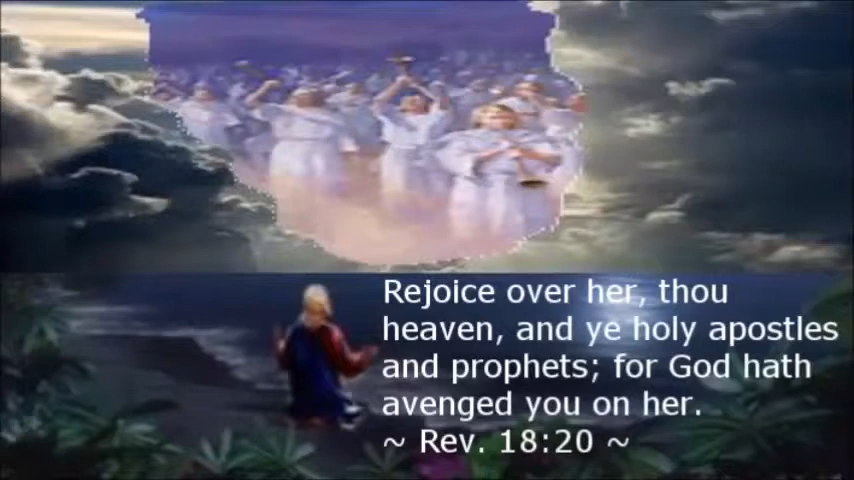 Rejoice over her, thou
heaven, and ye holy apostles
and prophets; for God hath
avenged you on her.
~ Rev. 18:20 ~